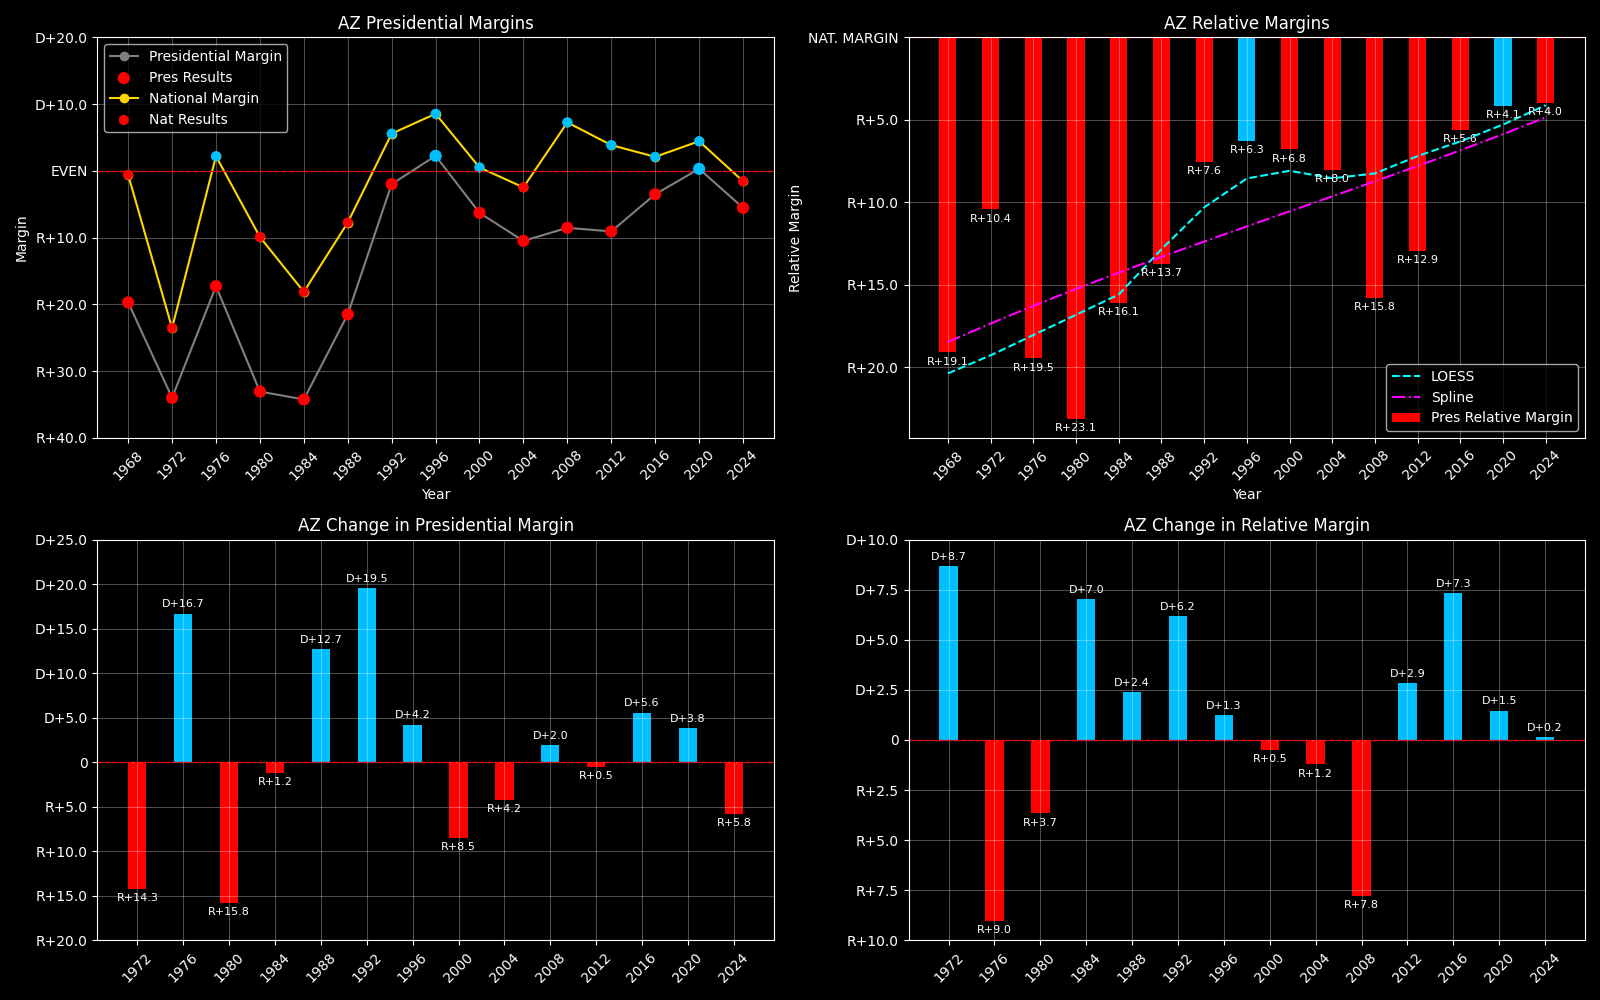 AZ Presidential Margins
D+20.0
D+10.0
EVEN
R+10.0
R+20.0
R+30.0
R+40.0
Margin
Presidential Margin
Pres Results
National Margin
Nat Results
1968 1972 1976 1980 1984 1988 1992 1996 2000 2004 2008 2012 2016 2020 2024
Year
AZ Relative Margins
NAT. MARGIN
R+5.0
R+10.0
R+15.0
R+20.0
Relative Margin
R+19.1
R+10.4
R+19.5
R+23.1
R+16.1
R+13.7
R+7.6
R+6.3
R+6.8
R+8.0
R+15.8
R+12.9
R+5.6
R+4.1
R+4.0
LOESS
Spline
Pres Relative Margin
1968 1972 1976 1980 1984 1988 1992 1996 2000 2004 2008 2012 2016 2020 2024
Year
AZ Change in Presidential Margin
D+25.0
D+20.0
D+15.0
D+10.0
D+5.0
0
R+5.0
R+10.0
R+15.0
R+20.0
R+14.3
D+16.7
R+15.8
R+1.2
D+12.7
D+19.5
D+4.2
R+8.5
R+4.2
D+2.0
R+0.5
D+5.6
D+3.8
R+5.8
1972 1976 1980 1984 1988 1992 1996 2000 2004 2008 2012 2016 2020 2024
AZ Change in Relative Margin
D+10.0
D+7.5
D+5.0
D+2.5
0
R+2.5
R+5.0
R+7.5
R+10.0
D+8.7
R+9.0
R+3.7
D+7.0
D+2.4
D+6.2
D+1.3
R+0.5
R+1.2
R+7.8
D+2.9
D+7.3
D+1.5
D+0.2
1972 1976 1980 1984 1988 1992 1996 2000 2004 2008 2012 2016 2020 2024